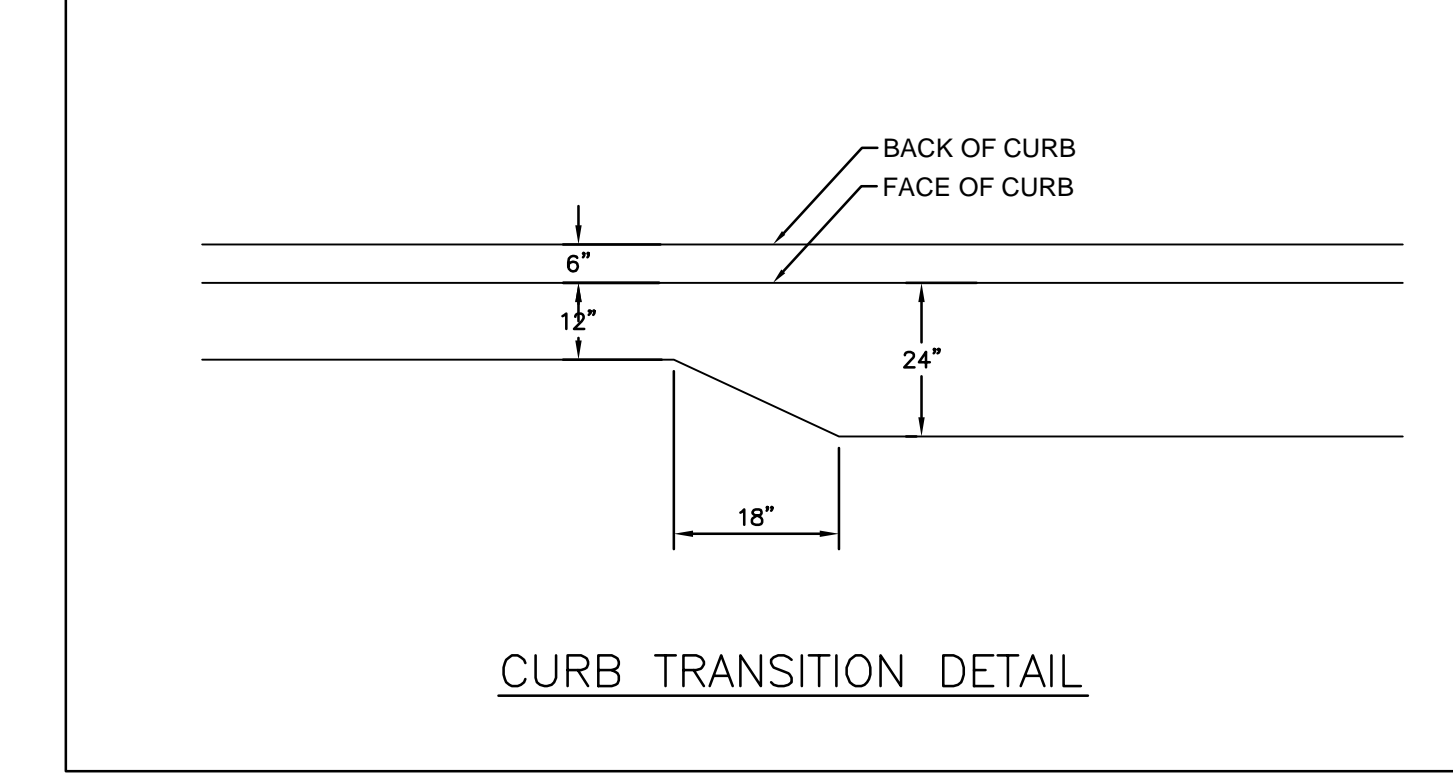 BACK OF CURB
FACE OF CURB
6"
12"
24"
18"
CURB TRANSITION DETAIL